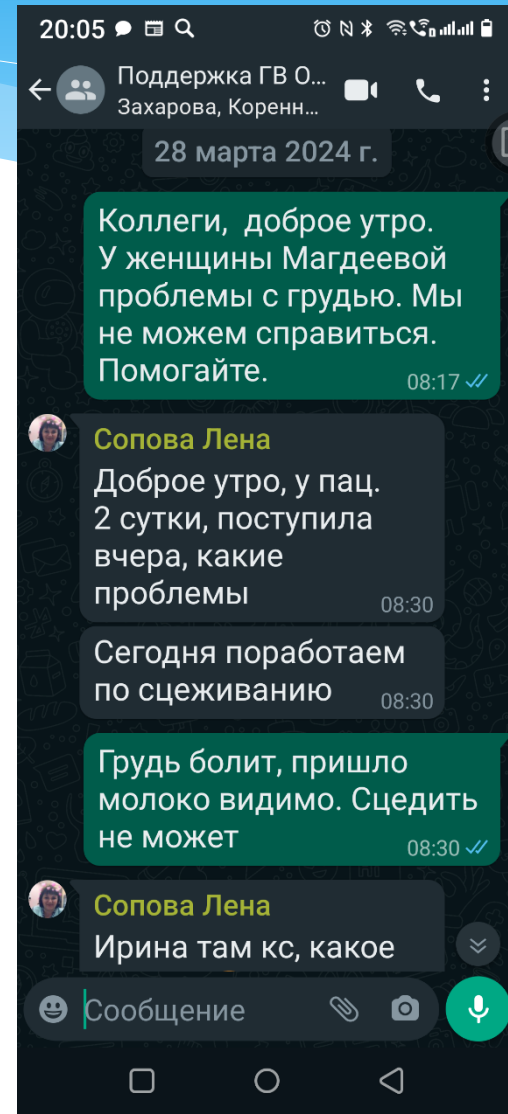 20:05
Поддержка ГВ О...
Захарова, Коренн...
28 марта 2024 г.
Коллеги, доброе утро.
У женщины Магдеевой
проблемы с грудью. Мы
не можем справиться.
Помогайте.
08:17
Сопова Лена
Доброе утро, у пац.
2 сутки, поступила
вчера, какие
проблемы
08:30
Сегодня поработаем
по сцеживанию
08:30
Грудь болит, пришло
молоко видимо. Сцедить
не может
08:30
Сопова Лена
Ирина там кс, какое
Сообщение